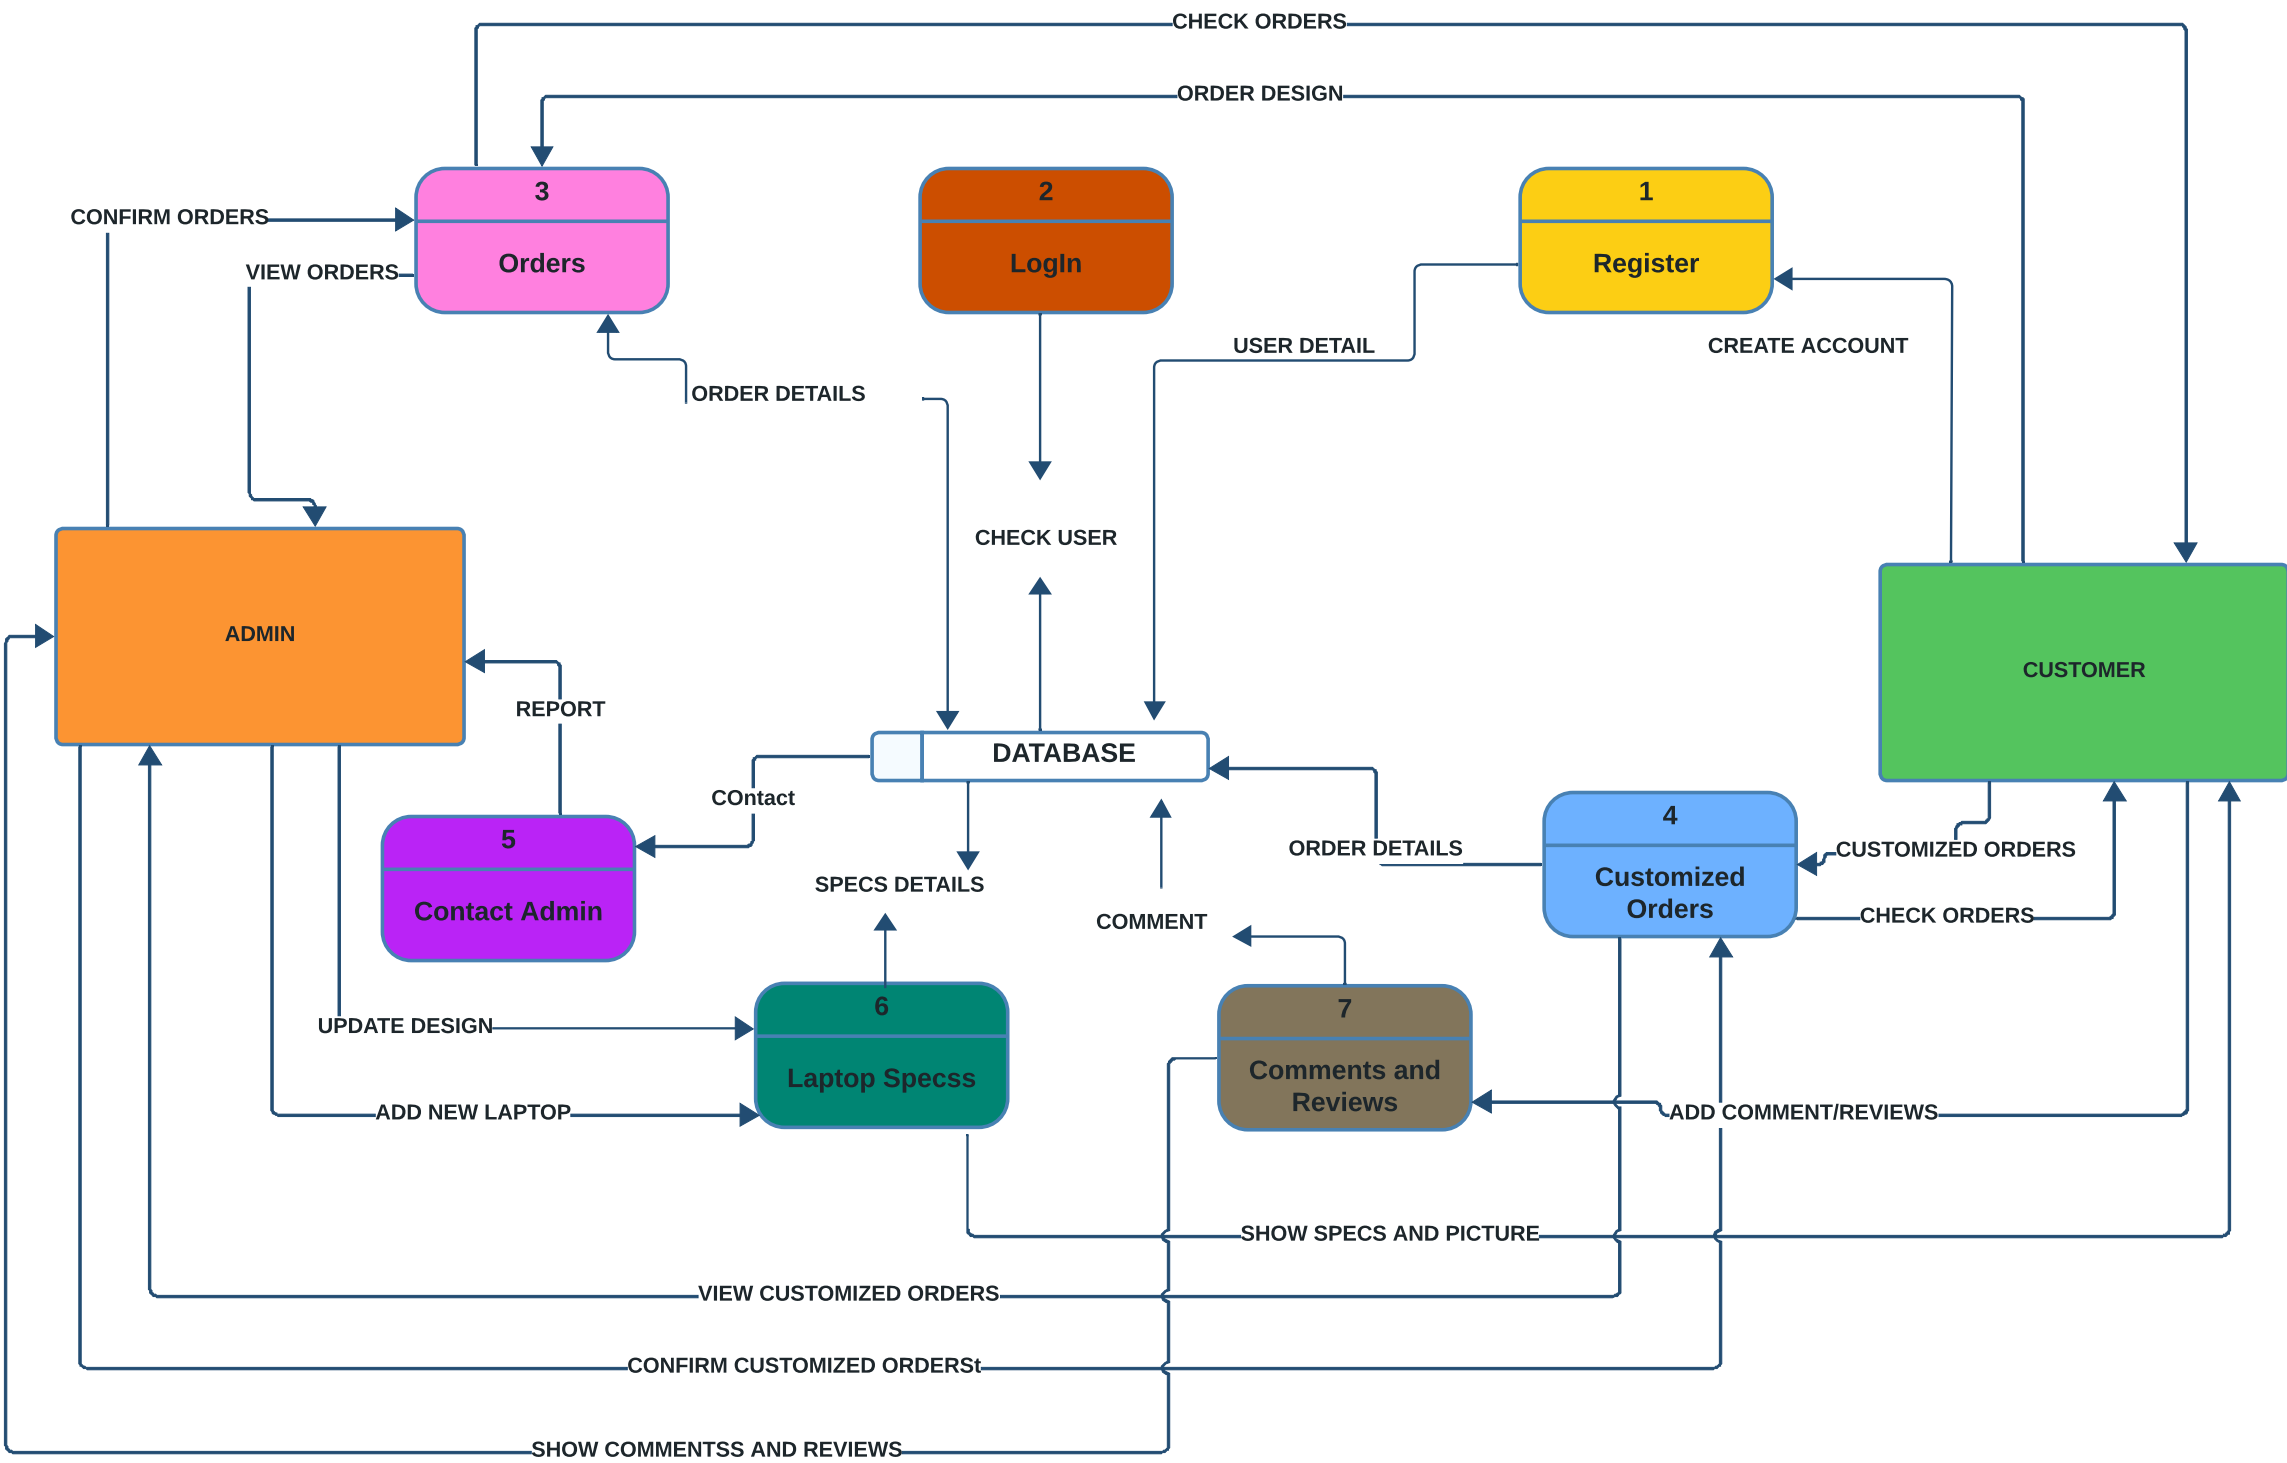 CHECK ORDERS
ORDER DESIGN
3
2
1
CONFIRM ORDERS
Orders
LogIn
Register
VIEW ORDERS
USER DETAIL
CREATE ACCOUNT
ORDER DETAILS
CHECK USER
ADMIN
CUSTOMER
REPORT
DATABASE
COntact
5
4
ORDER DETAILS
CUSTOMIZED ORDERS
Contact Admin
SPECS DETAILS
Customized
Orders
COMMENT
CHECK ORDERS
6
7
UPDATE DESIGN
Laptop Specss
Comments and
Reviews
ADD NEW LAPTOP
ADD COMMENT/REVIEWS
SHOW SPECS AND PICTURE
VIEW CUSTOMIZED ORDERS
CONFIRM CUSTOMIZED ORDERSt
SHOW COMMENTSS AND REVIEWS